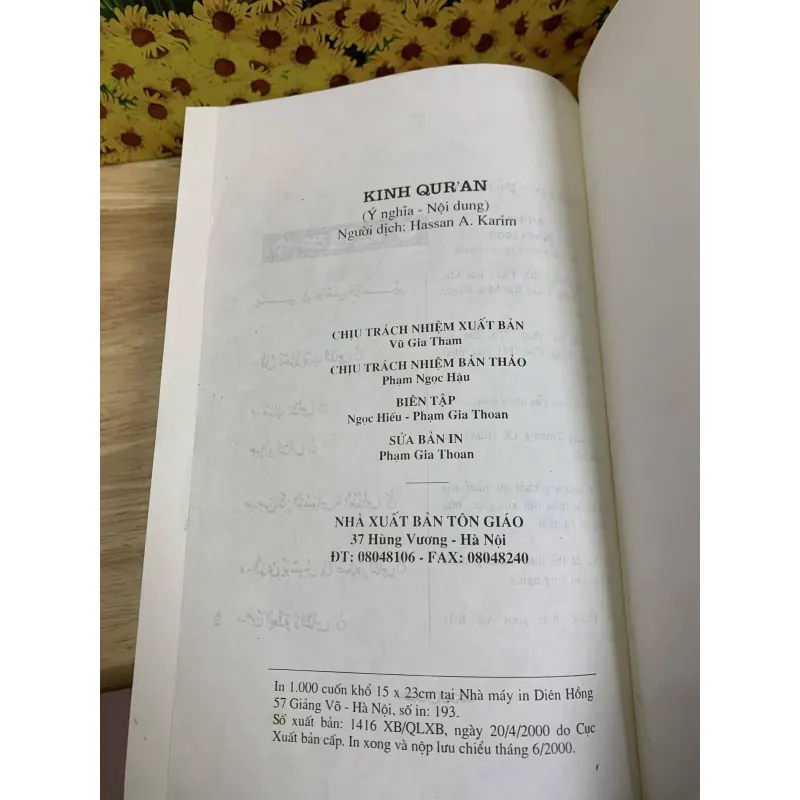 KINH QUR'AN
(Ý nghĩa - Nội dung)
Người dịch: Hassan A. Karim
CHỊU TRÁCH NHIỆM XUẤT BẢN
Vũ Gia Tham
CHỊU TRÁCH NHIỆM BẢN THẢO
Phạm Ngọc Hậu
BIÊN TẬP
Ngọc Hiếu - Phạm Gia Thoan
SỬA BẢN IN
Phạm Gia Thoan
NHÀ XUẤT BẢN TÔN GIÁO
37 Hùng Vương - Hà Nội
ĐT: 08048106 - FAX: 08048240
In 1.000 cuốn khổ 15 x 23cm tại Nhà máy in Diên Hồng
57 Giảng Võ - Hà Nội, số in: 193.
Số xuất bản: 1416 XB/QLXB, ngày 20/4/2000 do Cục
Xuất bản cấp. In xong và nộp lưu chiểu tháng 6/2000.